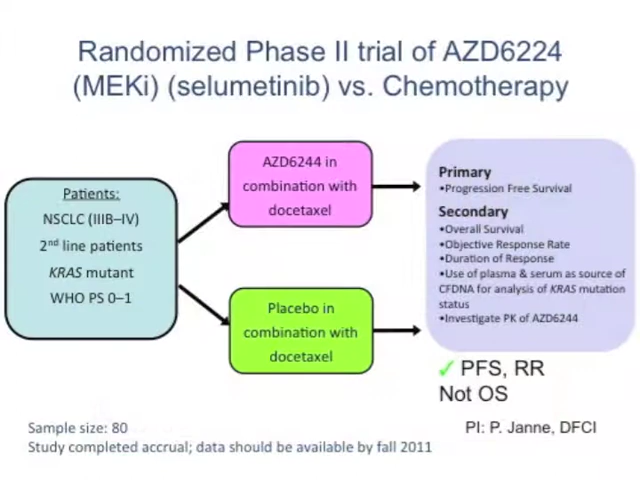 Randomized Phase II trial of AZD6224
(MEKi) (selumetinib) vs. Chemotherapy
Patients:
NSCLC (IIIB–IV)
2nd line patients
KRAS mutant
WHO PS 0–1
AZD6244 in
combination with
docetaxel
Placebo in
combination with
docetaxel
Primary
•Progression Free Survival
Secondary
•Overall Survival
•Objective Response Rate
•Duration of Response
•Use of plasma & serum as source of
CFDNA for analysis of KRAS mutation
status
•Investigate PK of AZD6244
✓ PFS, RR
Not OS
PI: P. Janne, DFCI
Sample size: 80
Study completed accrual; data should be available by fall 2011